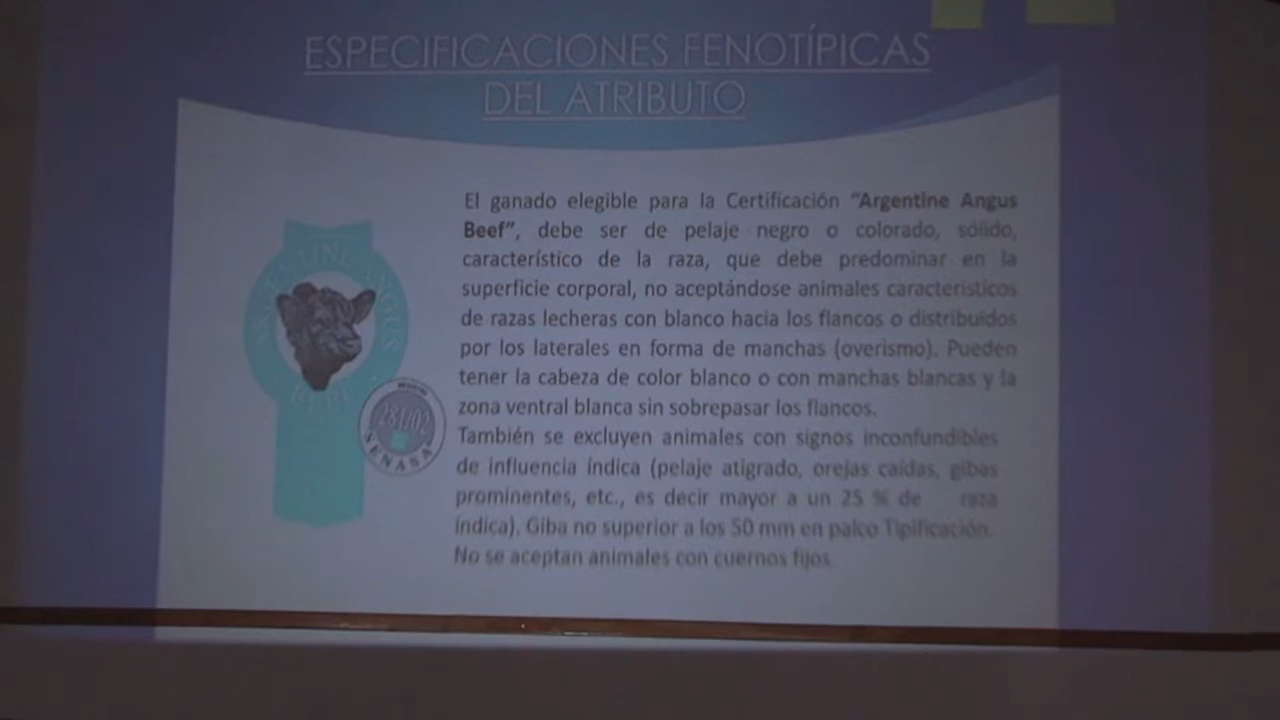 ESPECIFICACIONES FENOTÍPICAS
DEL ATRIBUTO
El ganado elegible para la Certificación "Argentine Angus
Beef", debe ser de pelaje negro o colorado, sólido,
característico de la raza, que debe predominar en la
superficie corporal, no aceptándose animales característicos
de razas lecheras con blanco hacia los flancos o distribuidos
por los laterales en forma de manchas (overismo). Pueden
tener la cabeza de color blanco o con manchas blancas y la
zona ventral blanca sin sobrepasar los flancos.
También se excluyen animales con signos inconfundibles
de influencia índica (pelaje atigrado, orejas caídas, gibas
prominentes, etc., es decir mayor a un 25 % de raza
índica). Giba no superior a los 50 mm en palco Tipificación.
No se aceptan animales con cuernos fijos.
ARGENTINE ANGUS
BEEF
281/02
SENASA